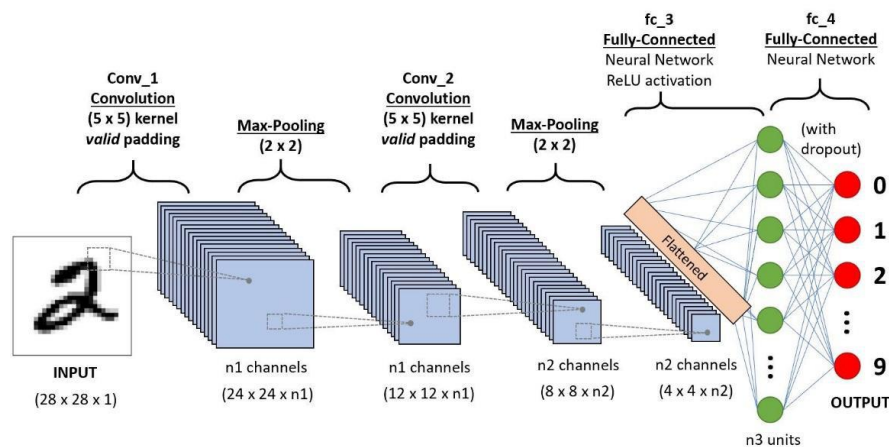 fc_3
Fully-Connected
Neural Network
ReLU activation
fc_4
Fully-Connected
Neural Network
Conv_1
Convolution
(5 x 5) kernel
valid padding
Max-Pooling
(2 x 2)
Conv_2
Convolution
(5 x 5) kernel
valid padding
Max-Pooling
(2 x 2)
(with
dropout)
Flattened
0
1
2
9
2
INPUT
(28 x 28 x 1)
n1 channels
(24 x 24 x n1)
n1 channels
(12 x 12 x n1)
n2 channels
(8 x 8 x n2)
n2 channels
(4 x 4 x n2)
OUTPUT
n3 units